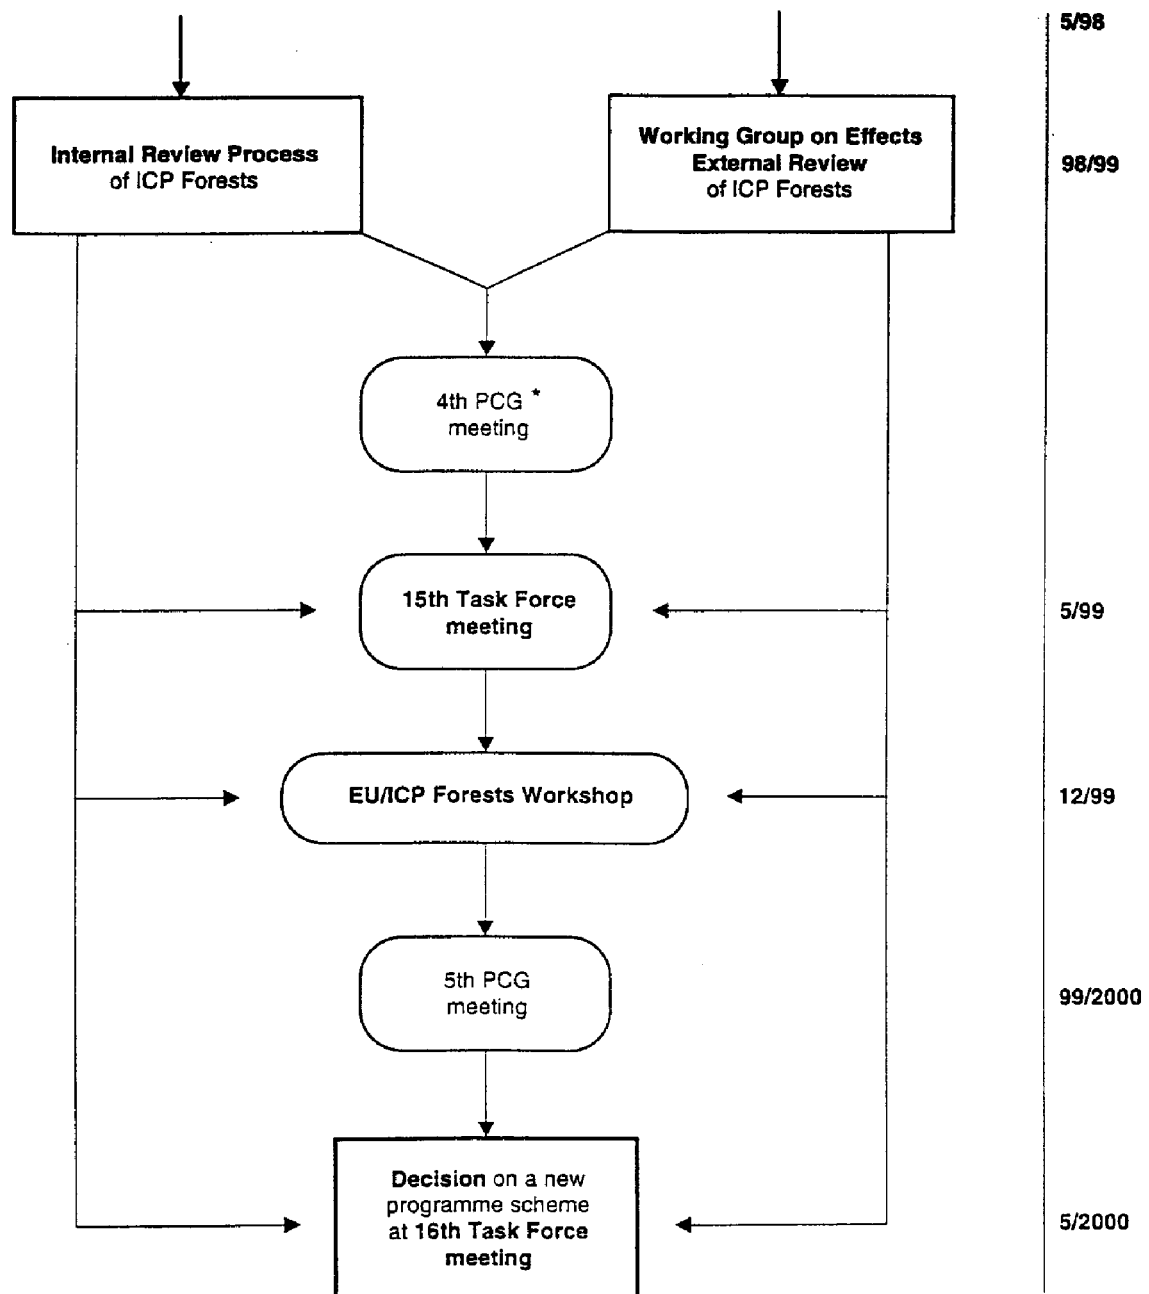 5/98
Internal Review Process
of ICP Forests
Working Group on Effects
External Review
of ICP Forests
98/99
4th PCG *
meeting
15th Task Force
meeting
5/99
EU/ICP Forests Workshop
12/99
5th PCG
meeting
99/2000
Decision on a new
programme scheme
at 16th Task Force
meeting
5/2000